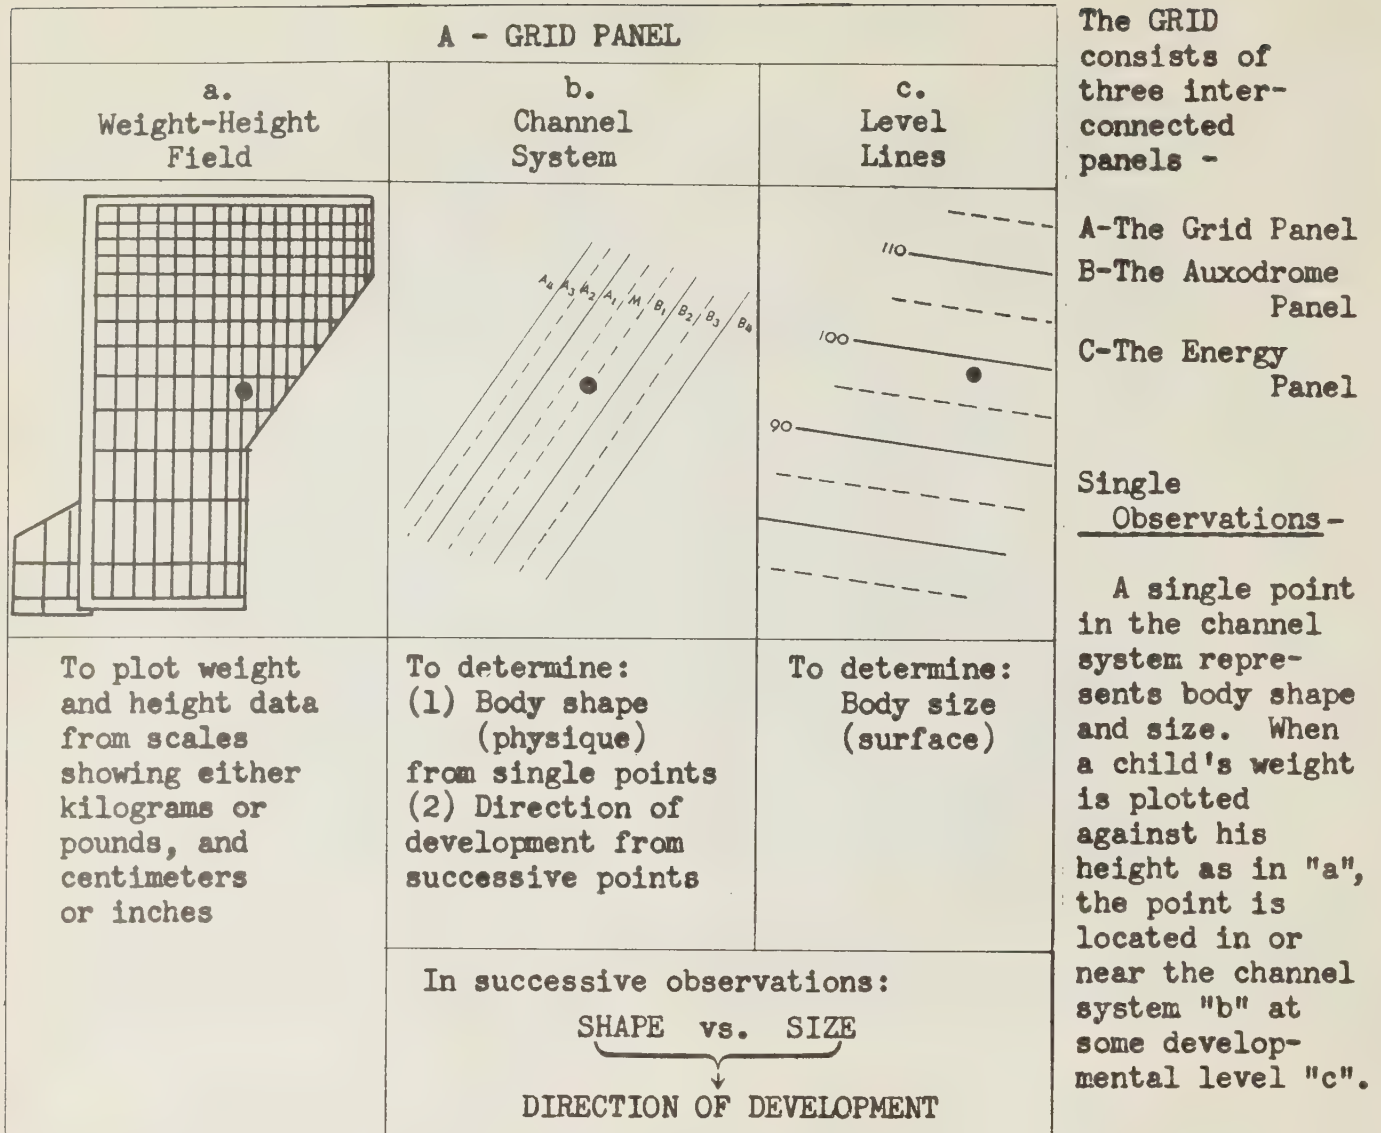 A - GRID PANEL
a.
Weight-Height
Field
b.
Channel
System
c.
Level
Lines
A4 A3 A2 A1 M B1 B2 B3 B4
110
100
90
To plot weight
and height data
from scales
showing either
kilograms or
pounds, and
centimeters
or inches
To determine:
(1) Body shape
(physique)
from single points
(2) Direction of
development from
successive points
To determine:
Body size
(surface)
In successive observations:
SHAPE vs. SIZE
DIRECTION OF DEVELOPMENT
The GRID
consists of
three inter-
connected
panels -
A-The Grid Panel
B-The Auxodrome
Panel
C-The Energy
Panel
Single
Observations-
A single point
in the channel
system repre-
sents body shape
and size. When
a child's weight
is plotted
against his
height as in "a",
the point is
located in or
near the channel
system "b" at
some develop-
mental level "c".